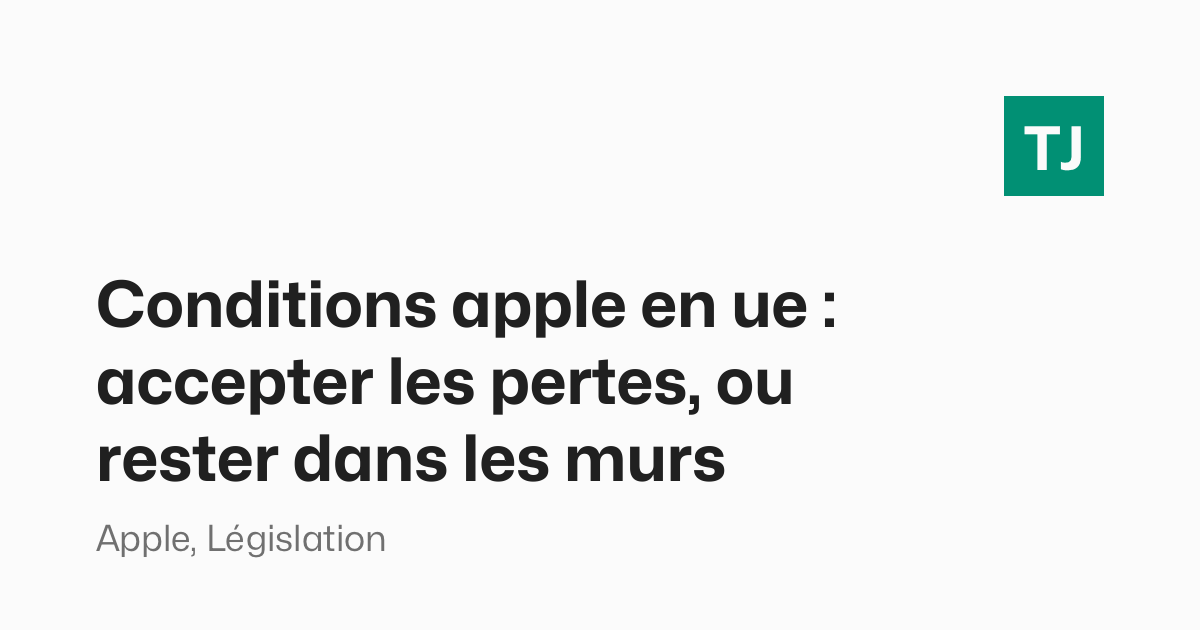 TJ
Conditions apple en ue :
accepter les pertes, ou
rester dans les murs
Apple, Législation